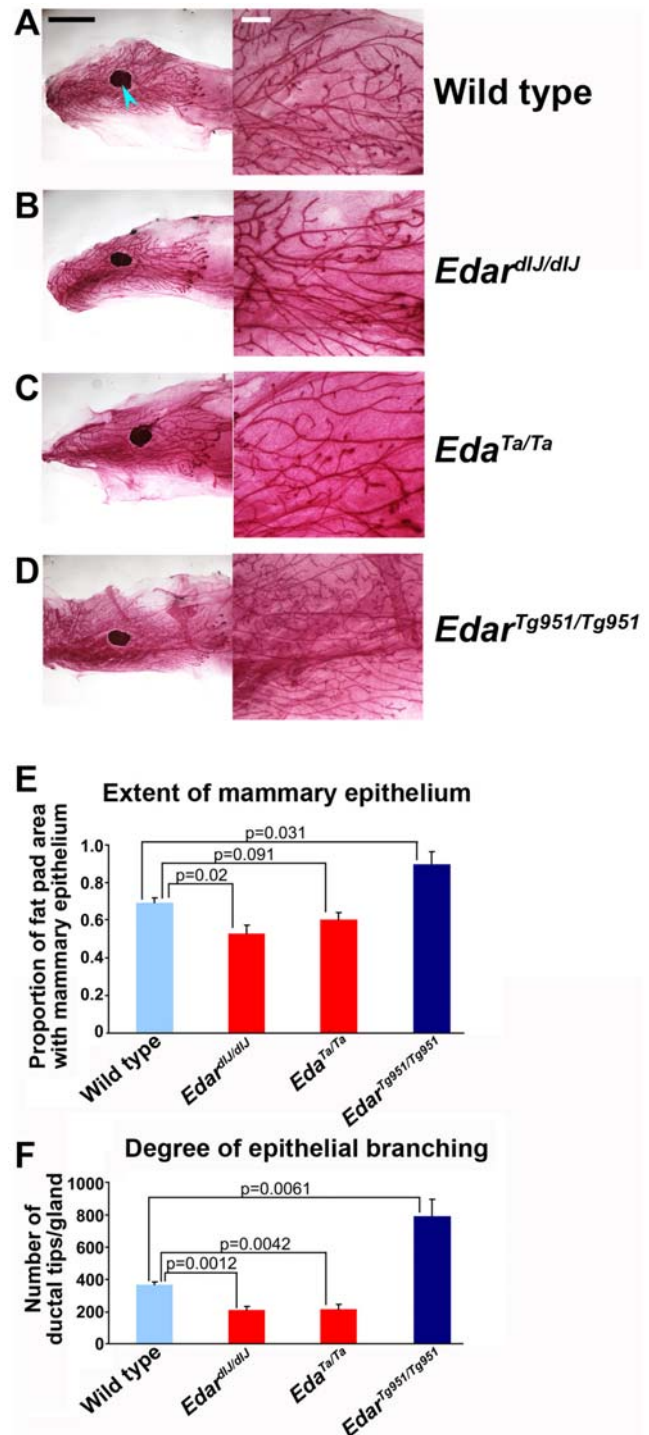 A
Wild type
B
Edar^dlJ/dlJ
C
Eda^Ta/Ta
D
Edar^Tg951/Tg951
E
Extent of mammary epithelium
Proportion of fat pad area
with mammary epithelium
1.0
0.8
0.6
0.4
0.2
0
p=0.031
p=0.091
p=0.02
Wild type
Edar^dlJ/dlJ
Eda^Ta/Ta
Edar^Tg951/Tg951
F
Degree of epithelial branching
Number of
ductal tips/gland
1000
800
600
400
200
0
p=0.0061
p=0.0042
p=0.0012
Wild type
Edar^dlJ/dlJ
Eda^Ta/Ta
Edar^Tg951/Tg951